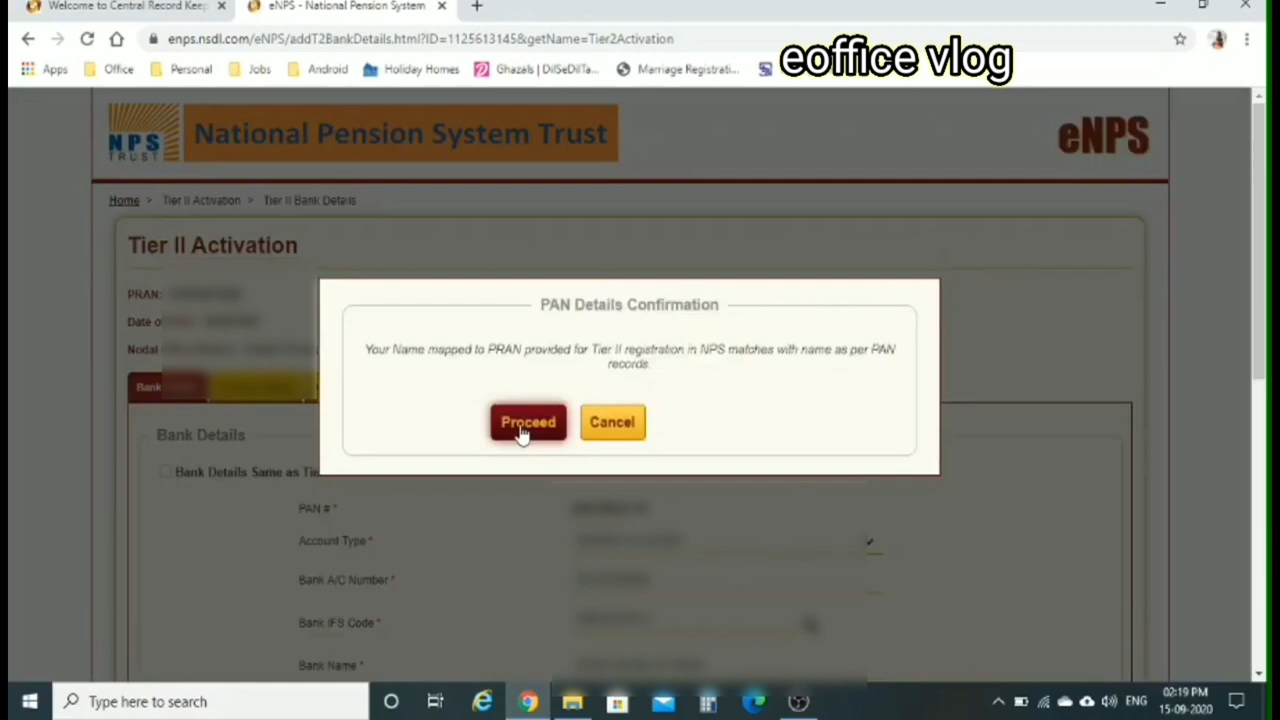 Welcome to Central Record Keep
eNPS - National Pension System
enps.nsdl.com/eNPS/addT2BankDetails.html?ID=1125613145&getName=Tier2Activation
eoffice vlog
Apps
Office
Personal
Jobs
Android
Holiday Homes
Ghazals | DilSeDilTa...
Marriage Registrati...
NPS
TRUST
National Pension System Trust
eNPS
Home > Tier II Activation > Tier II Bank Details
Tier II Activation
PRAN:
Date o
Nodal
Bank
PAN Details Confirmation
Your Name mapped to PRAN provided for Tier II registration in NPS matches with name as per PAN
records.
Proceed
Cancel
Bank Details
Bank Details Same as Tie
PAN # *
Account Type *
Bank A/C Number *
Bank IFS Code *
Bank Name *
Type here to search
ENG
02:19 PM
15-09-2020